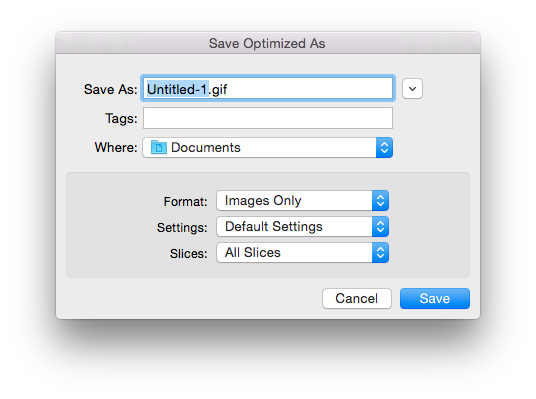 Save Optimized As
Save As: Untitled-1.gif
Tags:
Where: Documents
Format: Images Only
Settings: Default Settings
Slices: All Slices
Cancel Save